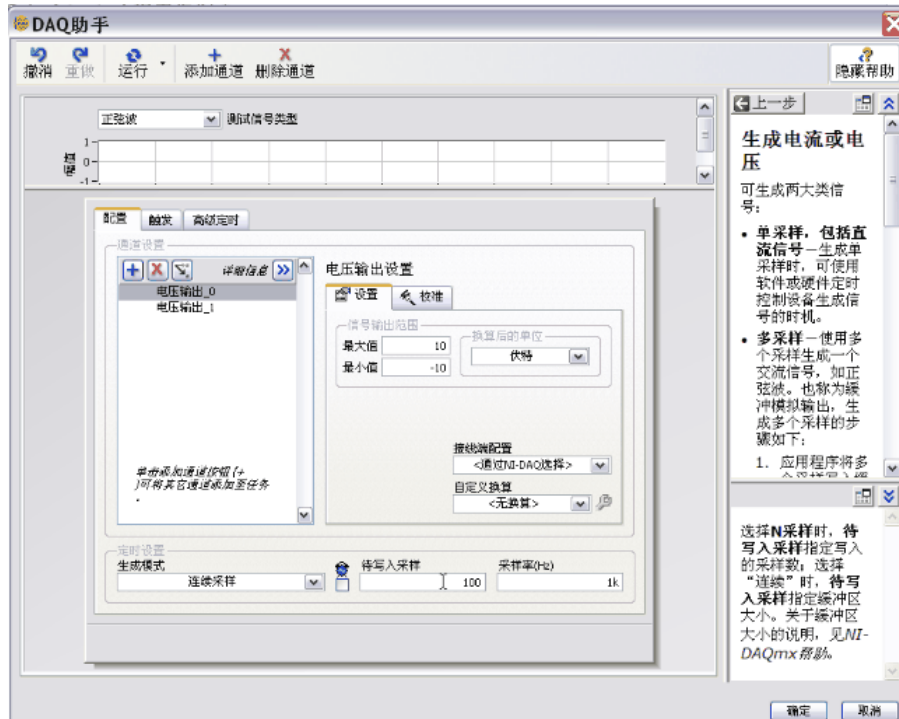 DAQ助手
撤消 重做 运行 添加通道 删除通道 隐藏帮助
正弦波 测试信号类型
幅度
1
0
-1
配置 触发 高级定时
通道设置
详细信息
电压输出_0
电压输出_1
单击添加通道按钮(+
)可将其它通道添加至任务
.
电压输出设置
设置 校准
信号输出范围
最大值 10
最小值 -10
换算后的单位
伏特
接线端配置
<通过NI-DAQ选择>
自定义换算
<无换算>
定时设置
生成模式
连续采样
待写入采样
100
采样率(Hz)
1k
上一步
生成电流或电
压
可生成两大类信
号:
• 单采样，包括直
流信号－生成单
采样时，可使用
软件或硬件定时
控制设备生成信
号的时机。
• 多采样－使用多
个采样生成一个
交流信号，如正
弦波。也称为缓
冲模拟输出，生
成多个采样的步
骤如下:
1. 应用程序将多
个采样写入缓
选择N采样时，待
写入采样指定写入
的采样数；选择
“连续”时，待写
入采样指定缓冲区
大小。关于缓冲区
大小的说明，见NI-
DAQmx帮助。
确定 取消